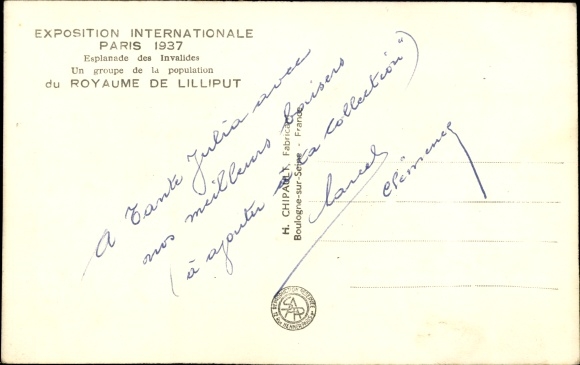 EXPOSITION INTERNATIONALE
PARIS 1937
Esplanade des Invalides
Un groupe de la population
du ROYAUME DE LILLIPUT
A Tante Julia avec
nos meilleurs baisers
(à ajouter à la collection)
Marcel
Clémence
H. CHIPAULT, Fabricant
Boulogne-sur-Seine - France